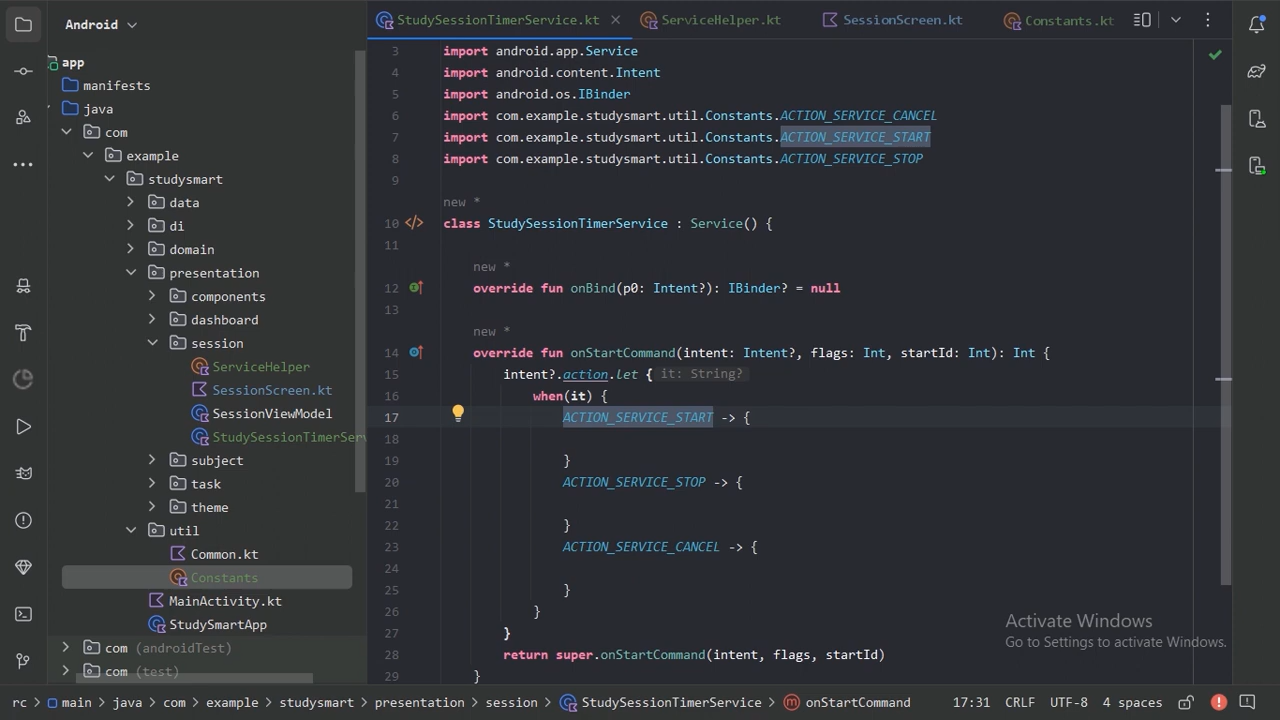 Android
StudySessionTimerService.kt
ServiceHelper.kt
SessionScreen.kt
Constants.kt
app
manifests
java
com
example
studysmart
data
di
domain
presentation
components
dashboard
session
ServiceHelper
SessionScreen.kt
SessionViewModel
StudySessionTimerServ
subject
task
theme
util
Common.kt
Constants
MainActivity.kt
StudySmartApp
com (androidTest)
com (test)
3 import android.app.Service
4 import android.content.Intent
5 import android.os.IBinder
6 import com.example.studysmart.util.Constants.ACTION_SERVICE_CANCEL
7 import com.example.studysmart.util.Constants.ACTION_SERVICE_START
8 import com.example.studysmart.util.Constants.ACTION_SERVICE_STOP
9
new *
10 class StudySessionTimerService : Service() {
11
new *
12 override fun onBind(p0: Intent?): IBinder? = null
13
new *
14 override fun onStartCommand(intent: Intent?, flags: Int, startId: Int): Int {
15 intent?.action.let { it: String?
16 when(it) {
17 ACTION_SERVICE_START -> {
18
19 }
20 ACTION_SERVICE_STOP -> {
21
22 }
23 ACTION_SERVICE_CANCEL -> {
24
25 }
26 }
27 }
28 return super.onStartCommand(intent, flags, startId)
29 }
Activate Windows
Go to Settings to activate Windows.
rc > main > java > com > example > studysmart > presentation > session > StudySessionTimerService > onStartCommand
17:31 CRLF UTF-8 4 spaces